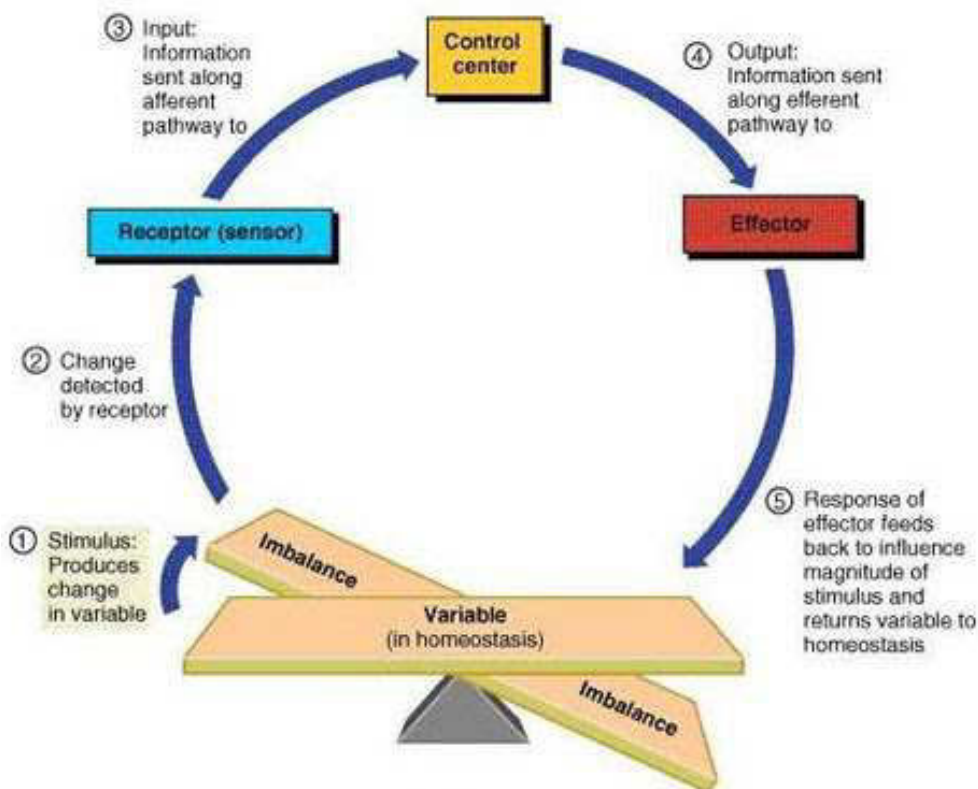 ③ Input:
Information
sent along
afferent
pathway to
Control
center
④ Output:
Information sent
along efferent
pathway to
Receptor (sensor)
Effector
② Change
detected
by receptor
① Stimulus:
Produces
change
in variable
Imbalance
Variable
(in homeostasis)
Imbalance
⑤ Response of
effector feeds
back to influence
magnitude of
stimulus and
returns variable to
homeostasis